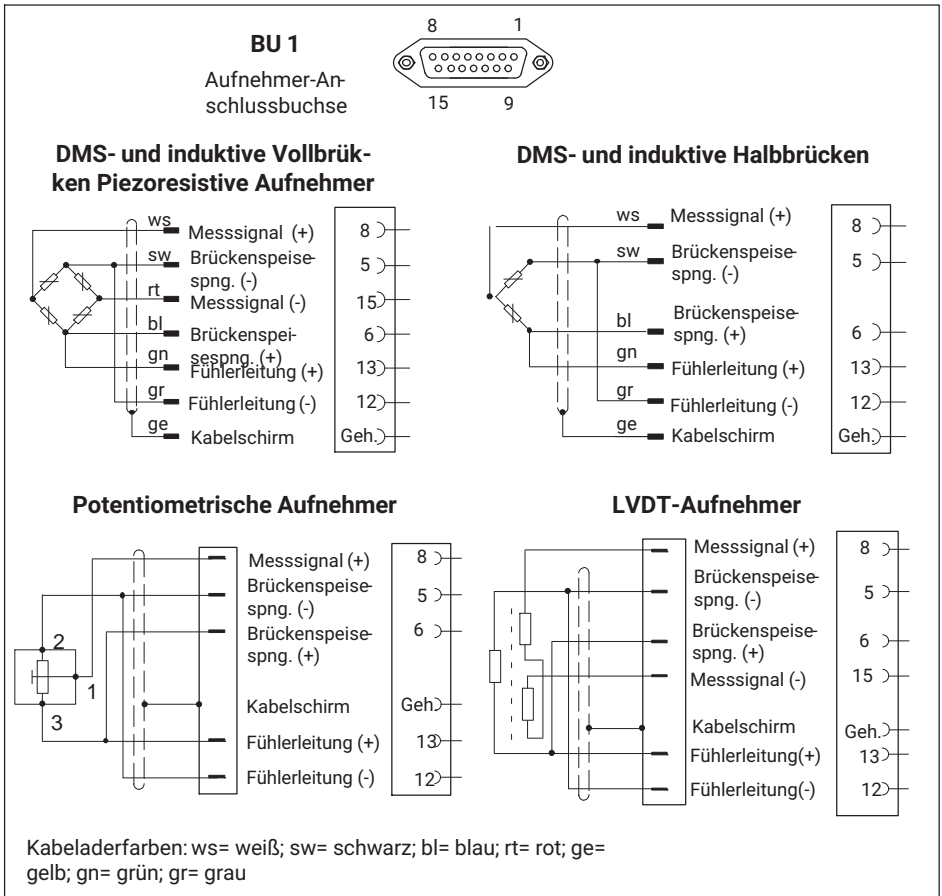 BU 1
Aufnehmer-An-
schlussbuchse
8 1
15 9
DMS- und induktive Vollbrük-
ken Piezoresistive Aufnehmer
ws Messsignal (+) 8
sw Brückenspeise-
spng. (-) 5
rt Messsignal (-) 15
bl Brückenspei-
sespng. (+) 6
gn Fühlerleitung (+) 13
gr Fühlerleitung (-) 12
ge Kabelschirm Geh.
DMS- und induktive Halbbrücken
ws Messsignal (+) 8
sw Brückenspeise-
spng. (-) 5
bl Brückenspeise-
spng. (+) 6
gn Fühlerleitung (+) 13
gr Fühlerleitung (-) 12
ge Kabelschirm Geh.
Potentiometrische Aufnehmer
Messsignal (+) 8
Brückenspeise-
spng. (-) 5
Brückenspeise-
spng. (+) 6
2
1
3
Kabelschirm Geh.
Fühlerleitung (+) 13
Fühlerleitung (-) 12
LVDT-Aufnehmer
Messsignal (+) 8
Brückenspeise-
spng. (-) 5
Brückenspeise-
spng. (+) 6
Messsignal (-) 15
Kabelschirm Geh.
Fühlerleitung(+) 13
Fühlerleitung(-) 12
Kabeladerfarben: ws= weiß; sw= schwarz; bl= blau; rt= rot; ge=
gelb; gn= grün; gr= grau